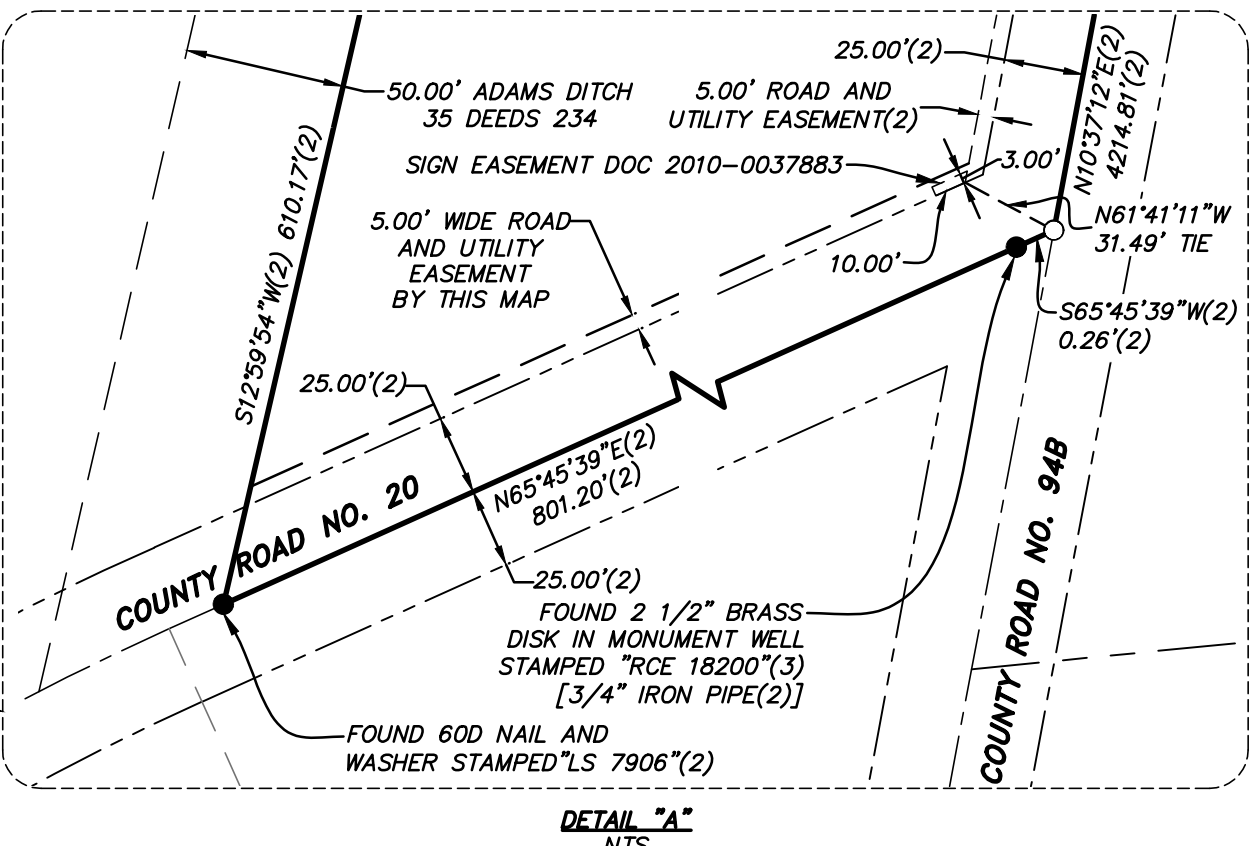 25.00'(2)
50.00' ADAMS DITCH
35 DEEDS 234
5.00' ROAD AND
UTILITY EASEMENT(2)
N10°37'12"E(2)
4214.81'(2)
SIGN EASEMENT DOC 2010-0037883
3.00'
S12°59'54"W(2) 610.17'(2)
5.00' WIDE ROAD
AND UTILITY
EASEMENT
BY THIS MAP
N61°41'11"W
31.49' TIE
10.00'
S65°45'39"W(2)
0.26'(2)
25.00'(2)
N65°45'39"E(2)
801.20'(2)
COUNTY ROAD NO. 20
25.00'(2)
COUNTY ROAD NO. 94B
FOUND 2 1/2" BRASS
DISK IN MONUMENT WELL
STAMPED "RCE 18200"(3)
[3/4" IRON PIPE(2)]
FOUND 60D NAIL AND
WASHER STAMPED"LS 7906"(2)
DETAIL "A"
NTS